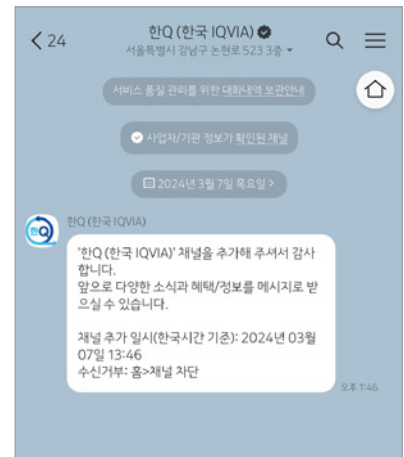 24
한Q (한국 IQVIA)
서울특별시 강남구 논현로 523 3층
서비스 품질 관리를 위한 대화내역 보관안내
사업자/기관 정보가 확인된 채널
2024년 3월 7일 목요일 >
한Q (한국 IQVIA)
한Q
'한Q (한국 IQVIA)' 채널을 추가해 주셔서 감사
합니다.
앞으로 다양한 소식과 혜택/정보를 메시지로 받
으실 수 있습니다.
채널 추가 일시(한국시간 기준): 2024년 03월
07일 13:46
수신거부: 홈>채널 차단
오후 1:46